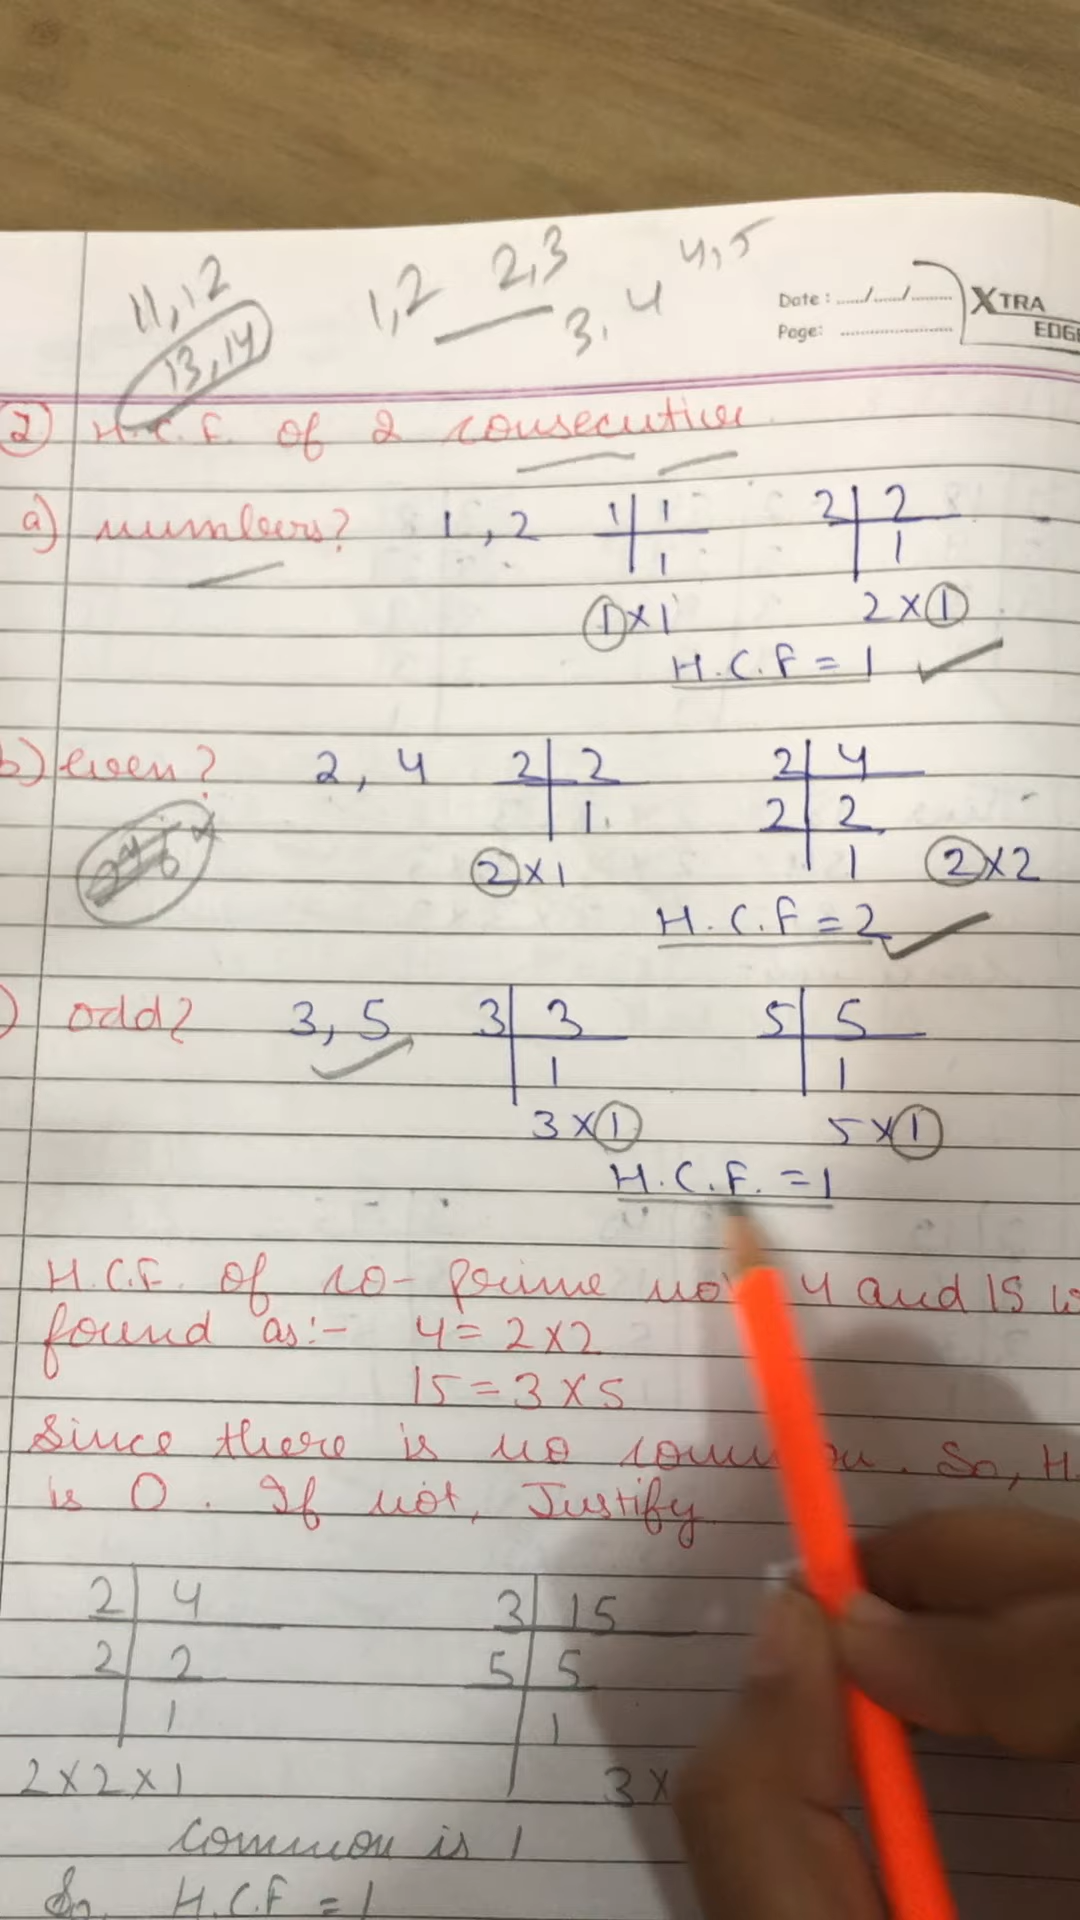 11,12 1,2 2,3 4,5
13,14 3,4
Date : ...../...../.......... XTRA
Page: ........................ EDGE
2) H.C.F. of 2 consecutive
a) numbers? 1, 2 1 | 1 2 | 2
1 1
1 × 1 2 × 1
H.C.F = 1
b) even? 2, 4 2 | 2 2 | 4
1 2 | 2
2 × 1 1 2 × 2
H.C.F = 2
) odd? 3, 5 3 | 3 5 | 5
1 1
3 × 1 5 × 1
H.C.F. = 1
H.C.F. of co-prime no. 4 and 15
found as:- 4 = 2 × 2
15 = 3 × 5
Since there is no common. So, H.
is 0. If not, Justify.
2 | 4 3 | 15
2 | 2 5 | 5
1 1
2 × 2 × 1 3 ×
common is 1
So, H.C.F = 1